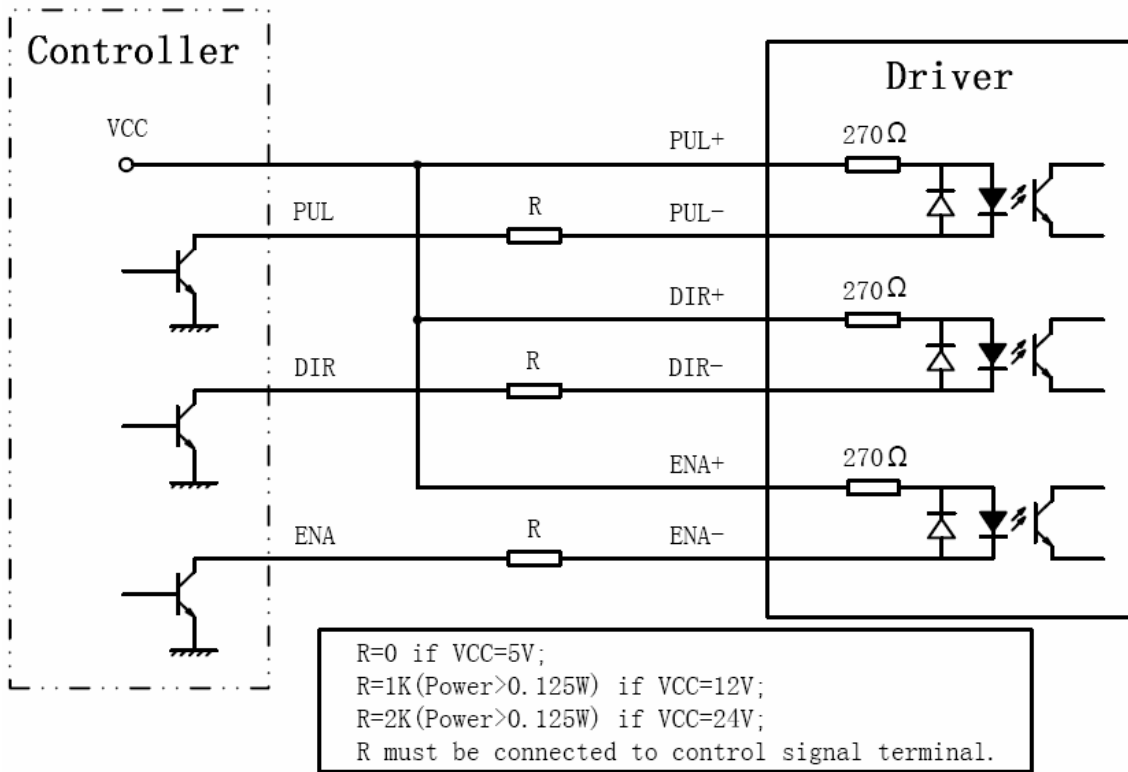 Controller
Driver
VCC
PUL+
270Ω
PUL
R
PUL-
DIR+
270Ω
DIR
R
DIR-
ENA+
270Ω
ENA
R
ENA-
R=0 if VCC=5V;
R=1K(Power>0.125W) if VCC=12V;
R=2K(Power>0.125W) if VCC=24V;
R must be connected to control signal terminal.